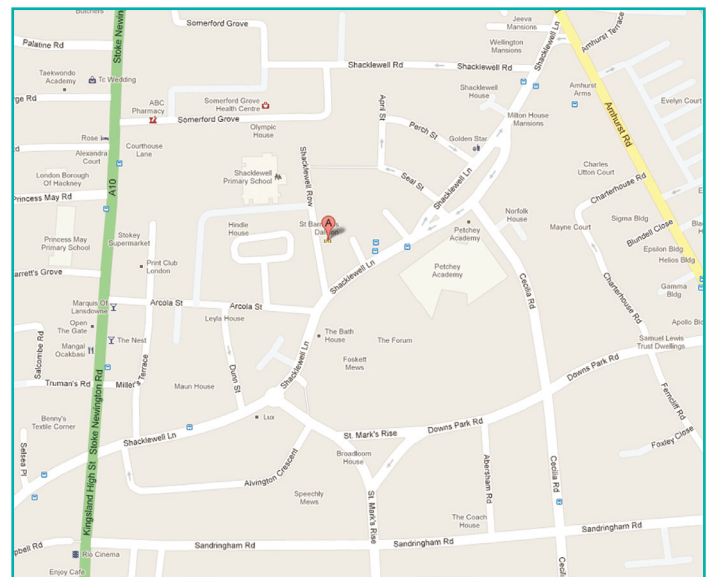 Butchers
Somerford Grove
Jeeva
Mansions
Wellington
Mansions
Shacklewell Ln
Amhurst Terrace
Stoke Newin
Palatine Rd
Taekwondo
Academy
Tc Wedding
Shacklewell Rd
Shacklewell Rd
Shacklewell
House
Amhurst
Arms
Evelyn Court
ge Rd
ABC
Pharmacy
Somerford Grove
Health Centre
April St
Amhurst Rd
Somerford Grove
Olympic
House
Perch St
Milton House
Mansions
Rose
Courthouse
Lane
Golden Star
Alexandra
Court
Shacklewell Row
Charles
Utton Court
London Borough
Of Hackney
A10
Shacklewell
Primary School
Seal St
Shacklewell Ln
Charterhouse Rd
Princess May Rd
Norfolk
House
Sigma Bldg
Hindle
House
A
Petchey
Academy
Mayne Court
Blundell Close
Princess May
Primary School
Stokey
Supermarket
Epsilon Bldg
Helios Bldg
Print Club
London
Petchey
Academy
arrett's Grove
Shacklewell Ln
Cecilia Rd
Charterhouse Rd
Gamma
Bldg
Marquis Of
Lansdowne
Arcola St
Arcola St
Leyla House
Apollo Bl
Open
The Gate
The Bath
House
The Forum
Samuel Lewis
Trust Dwellings
Salcombe Rd
The Nest
Mangal
Ocakbasi
Foskett
Mews
Downs Park Rd
Truman's Rd
Miller's Terrace
Maun House
Dunn St
Shacklewell Ln
Ferncliff Rd
Stoke Newington Rd
Benny's
Textile Corner
Lux
Downs Park Rd
St. Mark's Rise
Foxley Close
Shacklewell Ln
Selsea Pl
Broadloom
House
Alvington Crescent
Abersham Rd
Cecilia Rd
Speechly
Mews
St. Mark's Rise
Kingsland High St
The Coach
House
Sandringham Rd
pbell Rd
Sandringham Rd
Sandringham Rd
Rio Cinema
Enjoy Cafe
Cecil